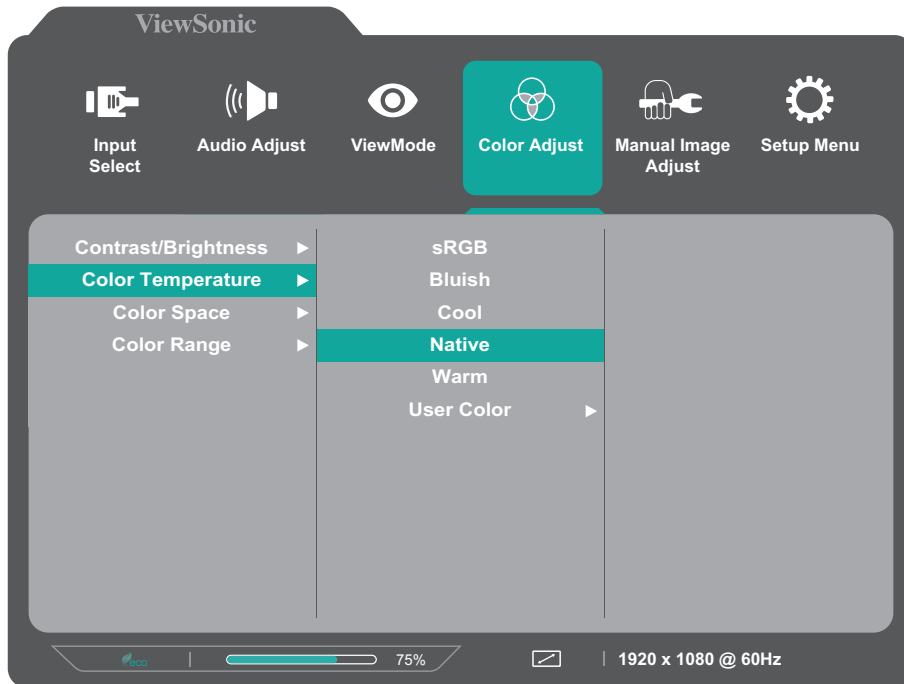 ViewSonic
Input
Select
Audio Adjust
ViewMode
Color Adjust
Manual Image
Adjust
Setup Menu
Contrast/Brightness
Color Temperature
Color Space
Color Range
sRGB
Bluish
Cool
Native
Warm
User Color
eco
75%
1920 x 1080 @ 60Hz